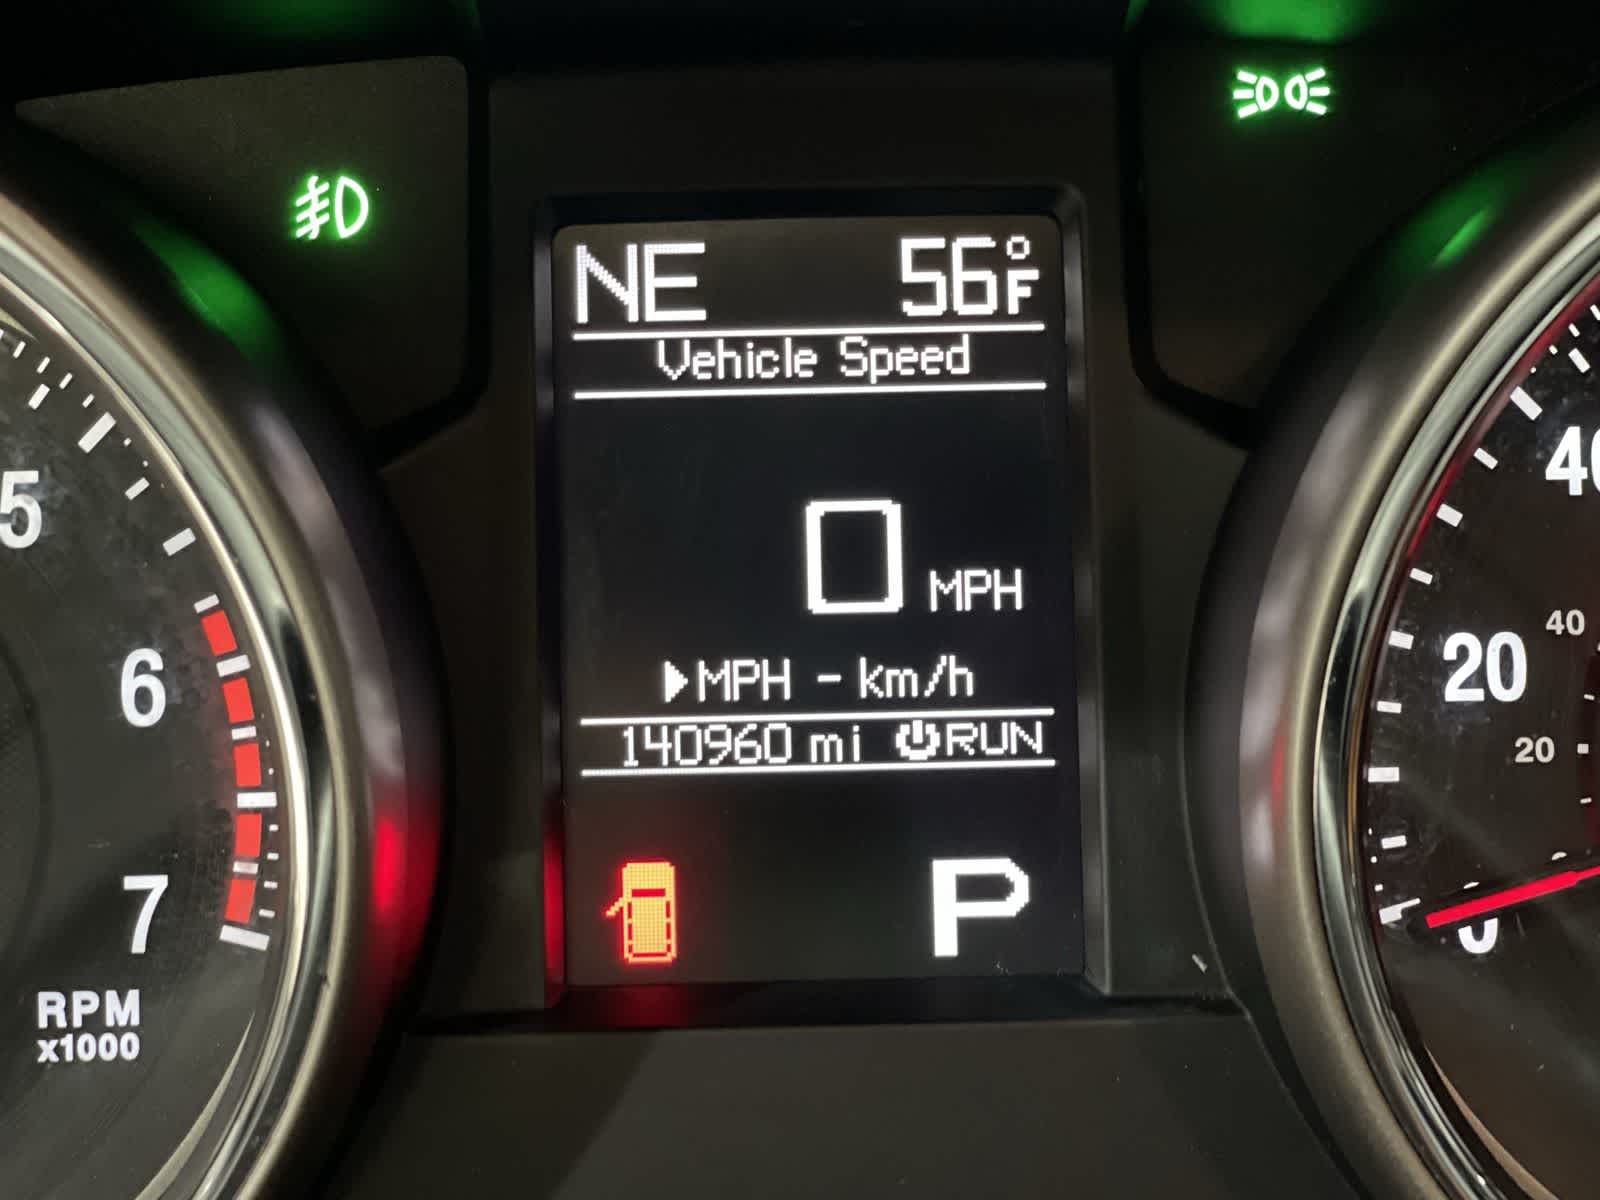 NE 56°F
Vehicle Speed
0 MPH
▶MPH - km/h
140960 mi RUN
P
5
6
7
RPM
x1000
40
20
0
40
20